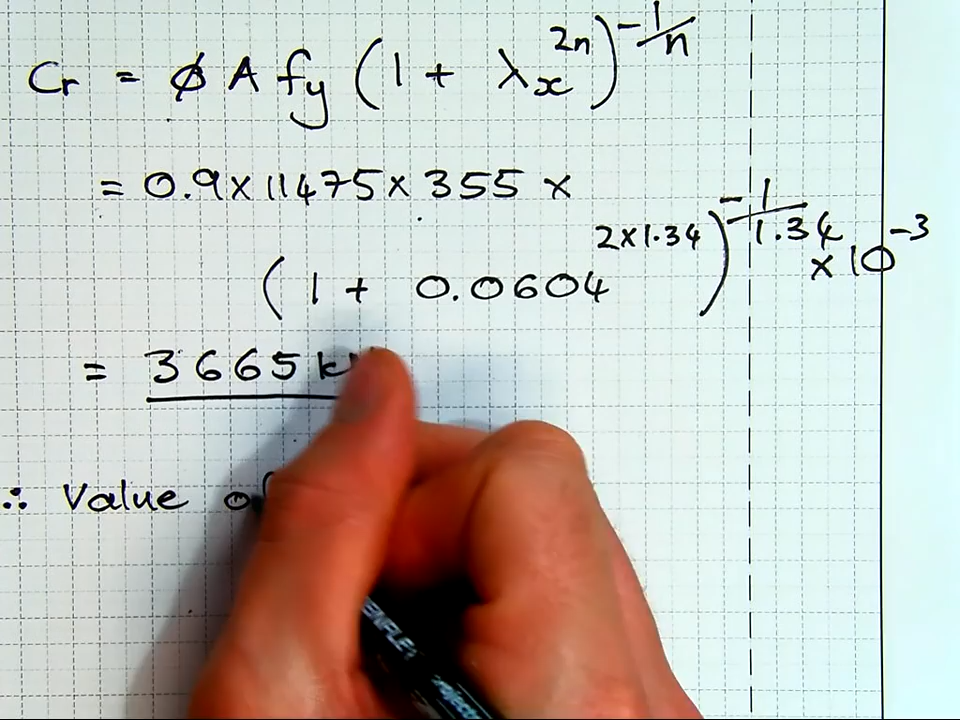 Cr = ϕ A fy (1 + λx^2n)^-1/n
= 0.9 x 11475 x 355 x
(1 + 0.0604^2x1.34)^-1/1.34 x 10^-3
= 3665 k
∴ Value of